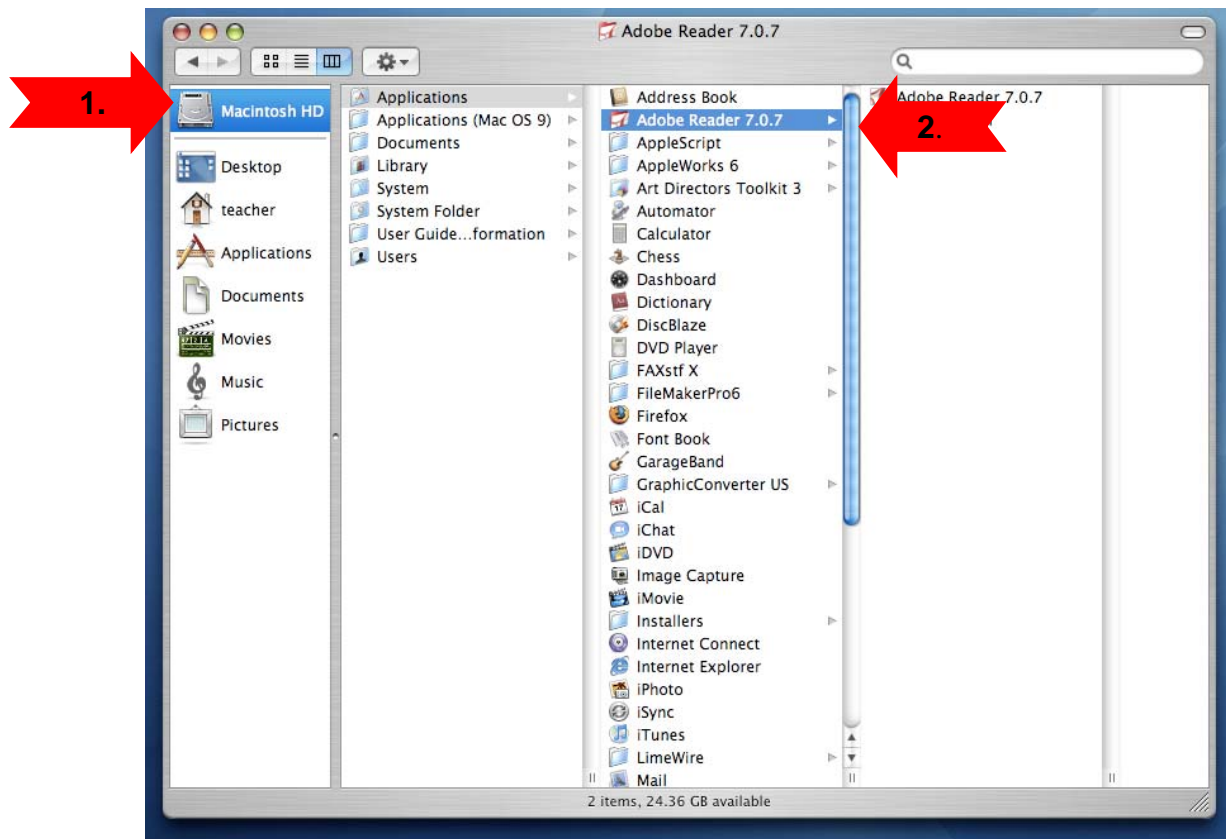 Adobe Reader 7.0.7
1.
Macintosh HD
Desktop
teacher
Applications
Documents
Movies
Music
Pictures
Applications
Applications (Mac OS 9)
Documents
Library
System
System Folder
User Guide...formation
Users
Address Book
Adobe Reader 7.0.7
AppleScript
AppleWorks 6
Art Directors Toolkit 3
Automator
Calculator
Chess
Dashboard
Dictionary
DiscBlaze
DVD Player
FAXstf X
FileMakerPro6
Firefox
Font Book
GarageBand
GraphicConverter US
iCal
iChat
iDVD
Image Capture
iMovie
Installers
Internet Connect
Internet Explorer
iPhoto
iSync
iTunes
LimeWire
Mail
2.
Adobe Reader 7.0.7
2 items, 24.36 GB available